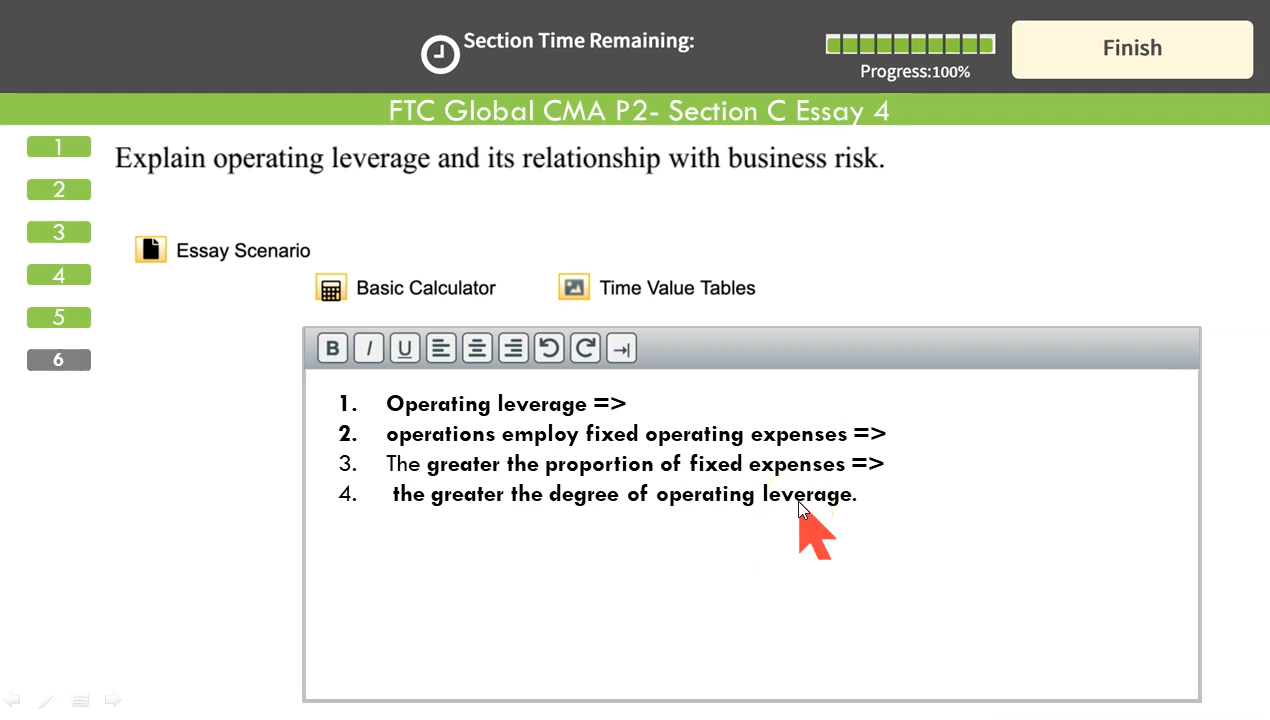 Section Time Remaining:
Progress:100%
Finish
FTC Global CMA P2- Section C Essay 4
1
2
3
4
5
6
Explain operating leverage and its relationship with business risk.
Essay Scenario
Basic Calculator
Time Value Tables
B I U
1. Operating leverage =>
2. operations employ fixed operating expenses =>
3. The greater the proportion of fixed expenses =>
4. the greater the degree of operating leverage.